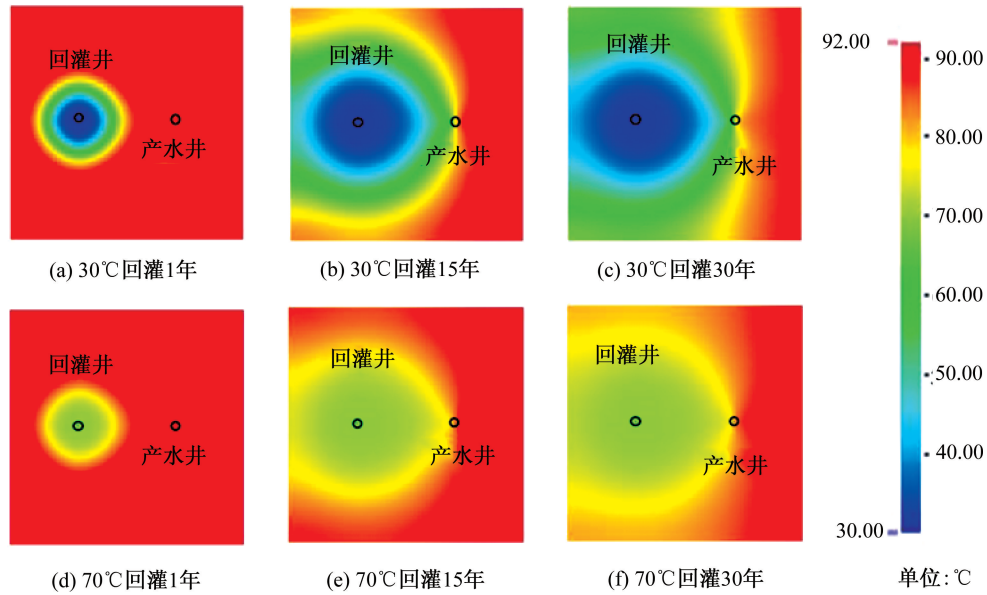 回灌井
产水井
(a) 30℃回灌1年
回灌井
产水井
(b) 30℃回灌15年
回灌井
产水井
(c) 30℃回灌30年
回灌井
产水井
(d) 70℃回灌1年
回灌井
产水井
(e) 70℃回灌15年
回灌井
产水井
(f) 70℃回灌30年
92.00
90.00
80.00
70.00
60.00
50.00
40.00
30.00
单位:℃